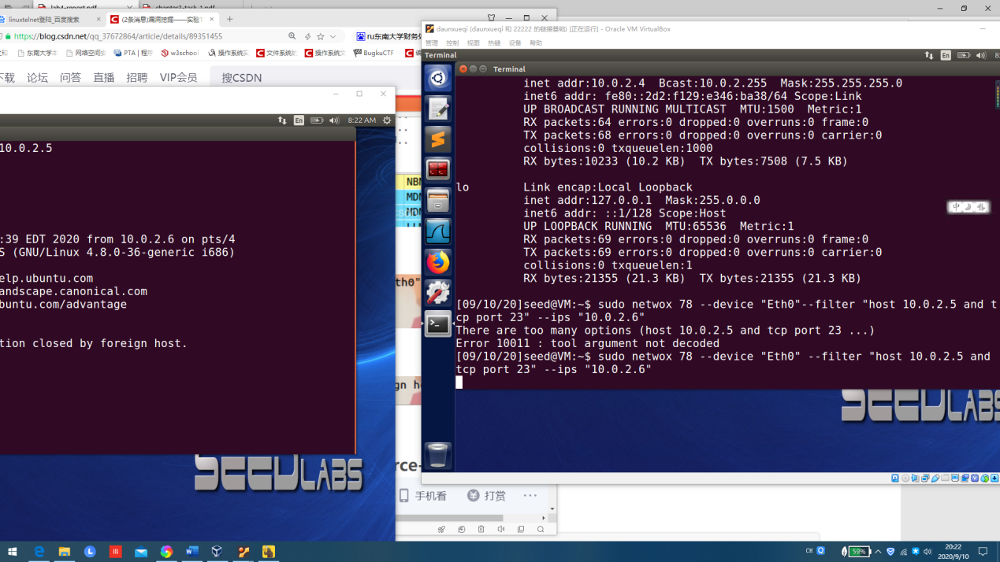 lab4-report.pdf
chapter3-task 1.pdf
linuxtelnet登陆_百度搜索
(2条消息)漏洞挖掘——实验1
https://blog.csdn.net/qq_37672864/article/details/89351455
ru东南大学财务处
东南大学本
网络空间安
PTA | 程序
w3school
操作系统实
文件系统的
操作系统文
BugkuCTF
下载 论坛 问答 直播 招聘 VIP会员 搜CSDN
En 8:22 AM
10.0.2.5
:39 EDT 2020 from 10.0.2.6 on pts/4
S (GNU/Linux 4.8.0-36-generic i686)
elp.ubuntu.com
andscape.canonical.com
buntu.com/advantage
tion closed by foreign host.
SEEDLABS
NBN
MDN
MDN
th0"
gn ho
rce-
手机看 打赏 ...
daunxueqi (daunxueqi 和 22222 的链接基础) [正在运行] - Oracle VM VirtualBox
管理 控制 视图 热键 设备 帮助
Terminal En 8:
Terminal
inet addr:10.0.2.4 Bcast:10.0.2.255 Mask:255.255.255.0
inet6 addr: fe80::2d2:f129:e346:ba38/64 Scope:Link
UP BROADCAST RUNNING MULTICAST MTU:1500 Metric:1
RX packets:64 errors:0 dropped:0 overruns:0 frame:0
TX packets:68 errors:0 dropped:0 overruns:0 carrier:0
collisions:0 txqueuelen:1000
RX bytes:10233 (10.2 KB) TX bytes:7508 (7.5 KB)
lo Link encap:Local Loopback
inet addr:127.0.0.1 Mask:255.0.0.0
inet6 addr: ::1/128 Scope:Host
UP LOOPBACK RUNNING MTU:65536 Metric:1
RX packets:69 errors:0 dropped:0 overruns:0 frame:0
TX packets:69 errors:0 dropped:0 overruns:0 carrier:0
collisions:0 txqueuelen:1
RX bytes:21355 (21.3 KB) TX bytes:21355 (21.3 KB)
[09/10/20]seed@VM:~$ sudo netwox 78 --device "Eth0"--filter "host 10.0.2.5 and t
cp port 23" --ips "10.0.2.6"
There are too many options (host 10.0.2.5 and tcp port 23 ...)
Error 10011 : tool argument not decoded
[09/10/20]seed@VM:~$ sudo netwox 78 --device "Eth0" --filter "host 10.0.2.5 and
tcp port 23" --ips "10.0.2.6"
SEEDLABS
中
59%
20:22
2020/9/10